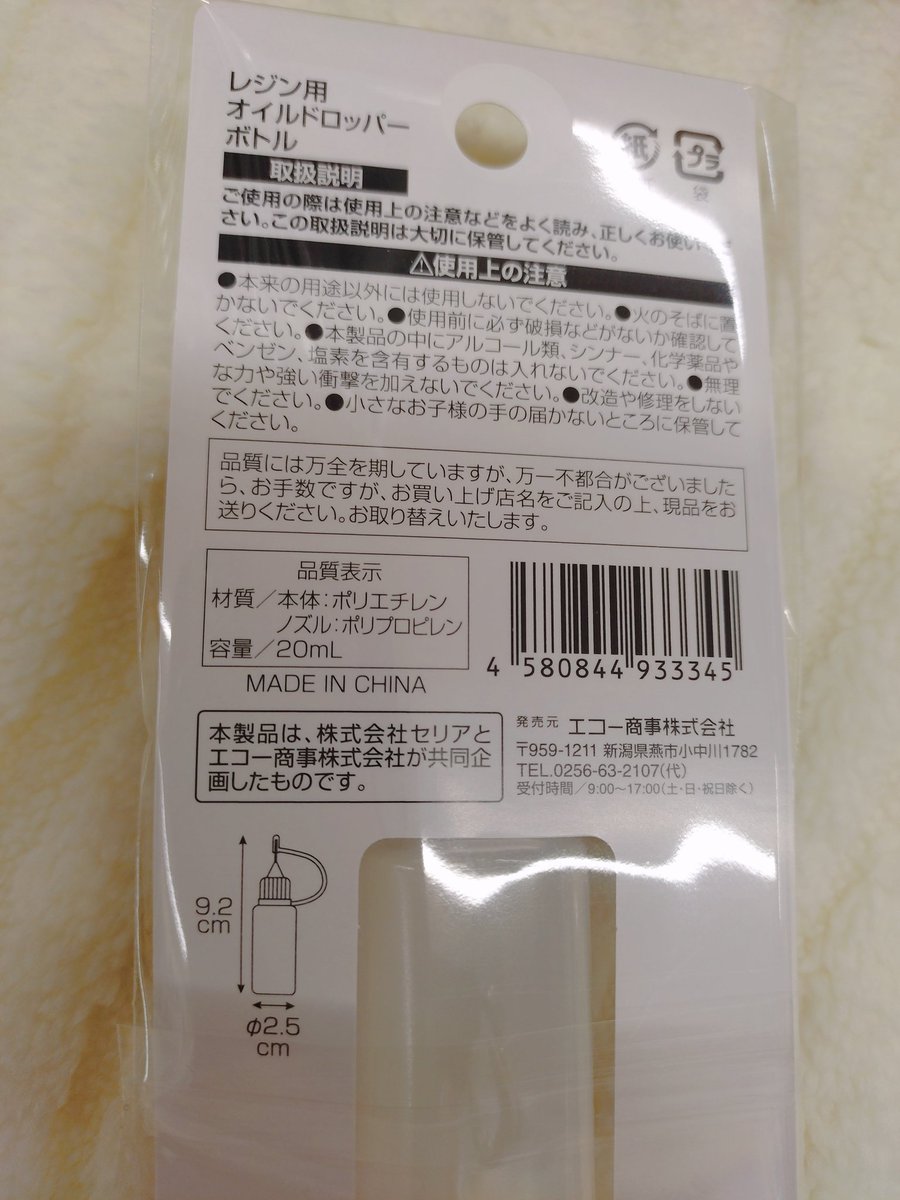 レジン用
オイルドロッパー
ボトル
紙
プラ
袋
取扱説明
ご使用の際は使用上の注意などをよく読み、正しくお使い
さい。この取扱説明は大切に保管してください。
⚠使用上の注意
●本来の用途以外には使用しないでください。●火のそばに置
かないでください。●使用前に必ず破損などがないか確認して
ください。●本製品の中にアルコール類、シンナー、化学薬品や
ベンゼン、塩素を含有するものは入れないでください。●無理
な力や強い衝撃を加えないでください。●改造や修理をしない
でください。●小さなお子様の手の届かないところに保管して
ください。
品質には万全を期していますが、万一不都合がございました
ら、お手数ですが、お買い上げ店名をご記入の上、現品をお
送りください。お取り替えいたします。
品質表示
材質/本体:ポリエチレン
ノズル:ポリプロピレン
容量/20mL
MADE IN CHINA
4 580844 933345
本製品は、株式会社セリアと
エコー商事株式会社が共同企
画したものです。
発売元 エコー商事株式会社
〒959-1211 新潟県燕市小中川1782
TEL.0256-63-2107(代)
受付時間/9:00〜17:00(土・日・祝日除く)
9.2
cm
φ2.5
cm